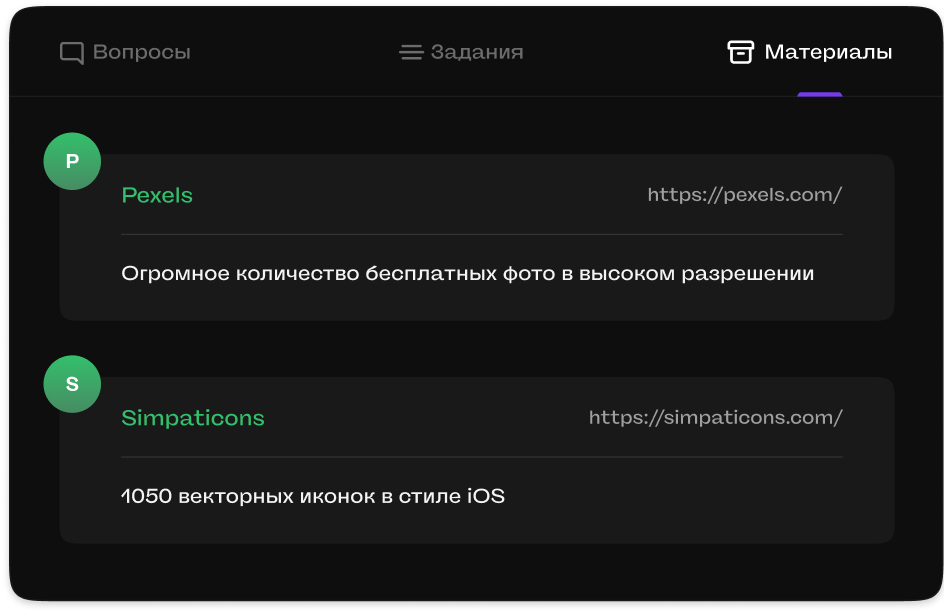 Вопросы
Задания
Материалы
P
Pexels
https://pexels.com/
Огромное количество бесплатных фото в высоком разрешении
S
Simpaticons
https://simpaticons.com/
1050 векторных иконок в стиле iOS